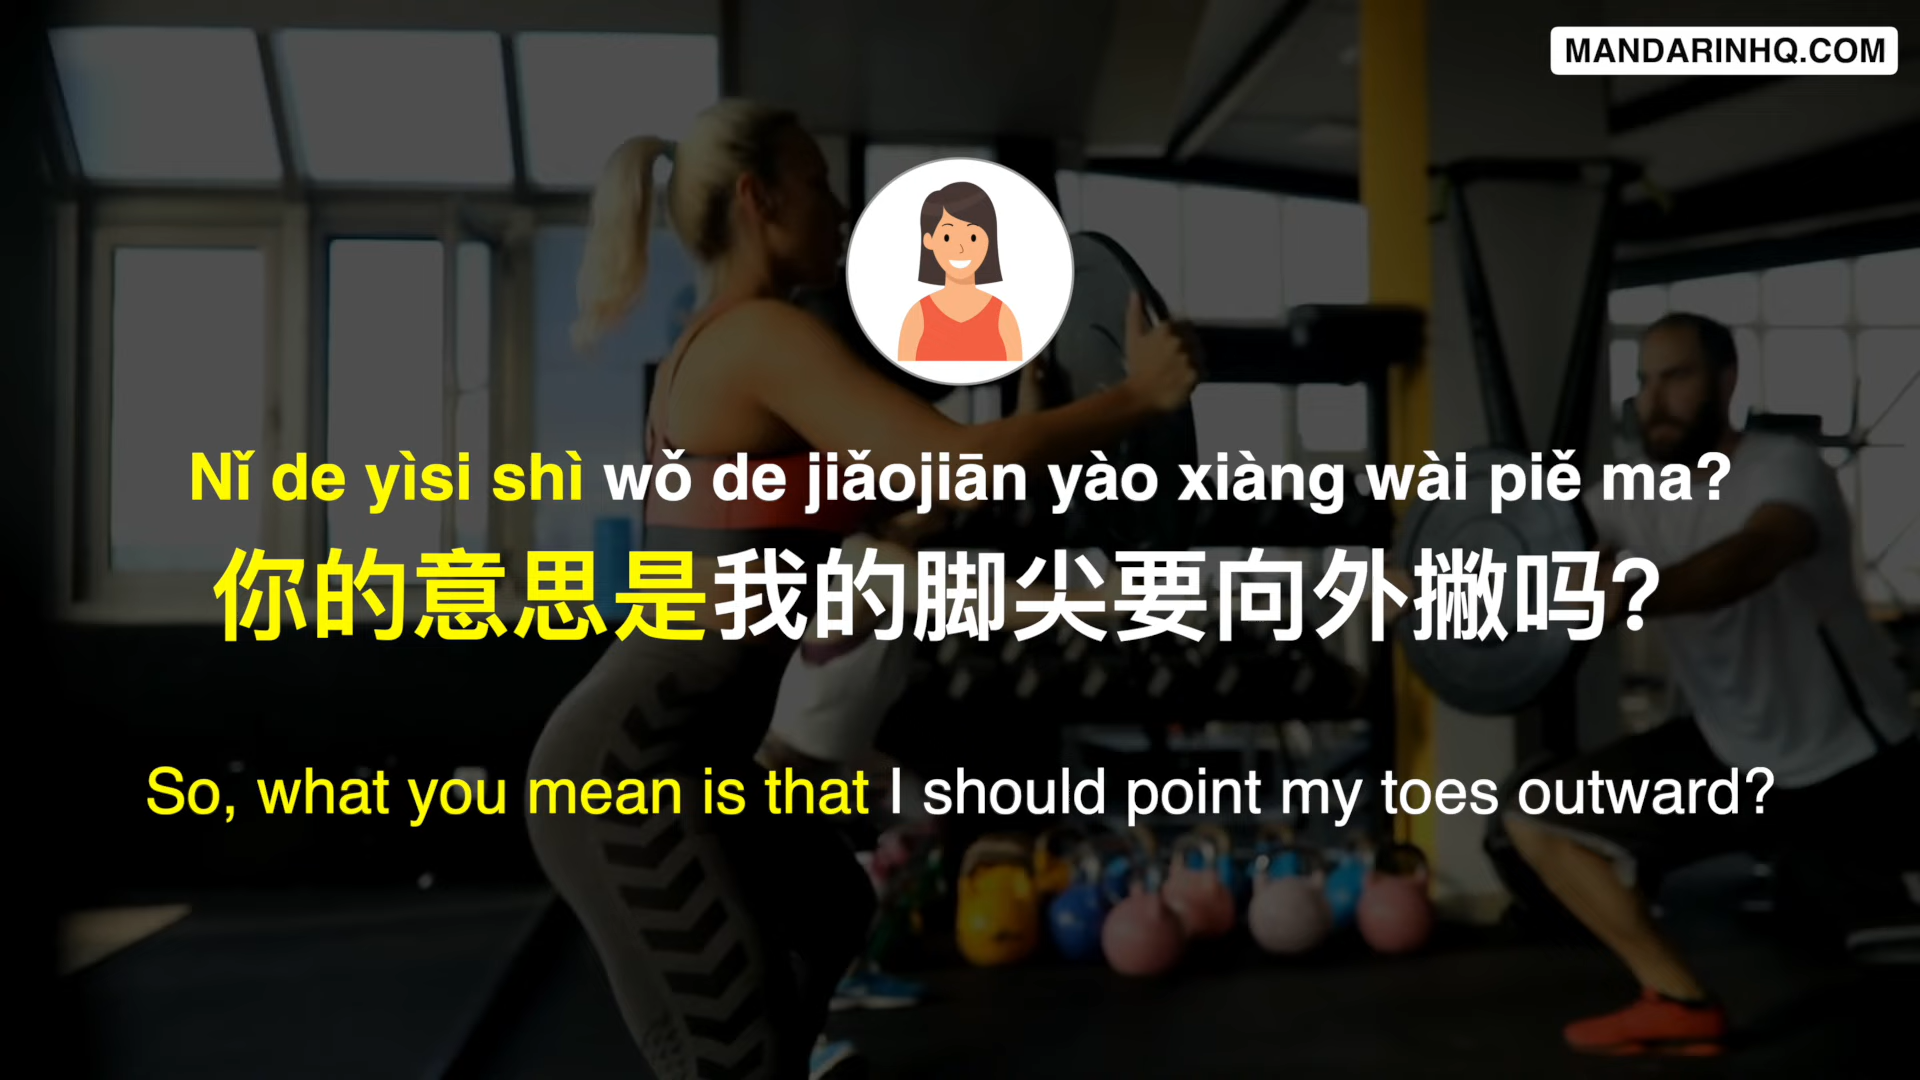 MANDARINHQ.COM
Nǐ de yìsi shì wǒ de jiǎojiān yào xiàng wài piě ma?
你的意思是我的脚尖要向外撇吗?
So, what you mean is that I should point my toes outward?